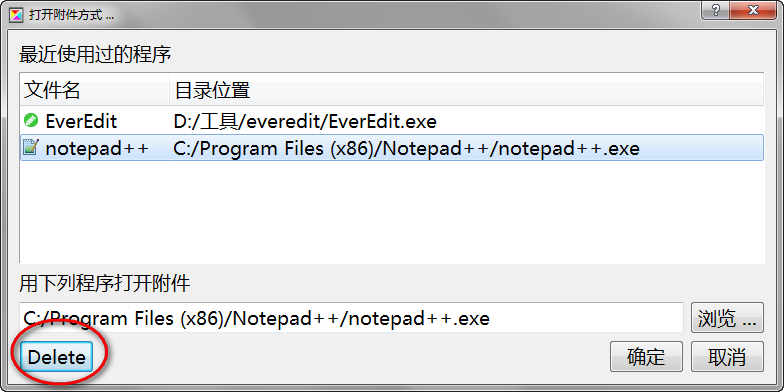 打开附件方式 ...
最近使用过的程序
文件名 目录位置
EverEdit D:/工具/everedit/EverEdit.exe
notepad++ C:/Program Files (x86)/Notepad++/notepad++.exe
用下列程序打开附件
C:/Program Files (x86)/Notepad++/notepad++.exe 浏览 ...
Delete 确定 取消